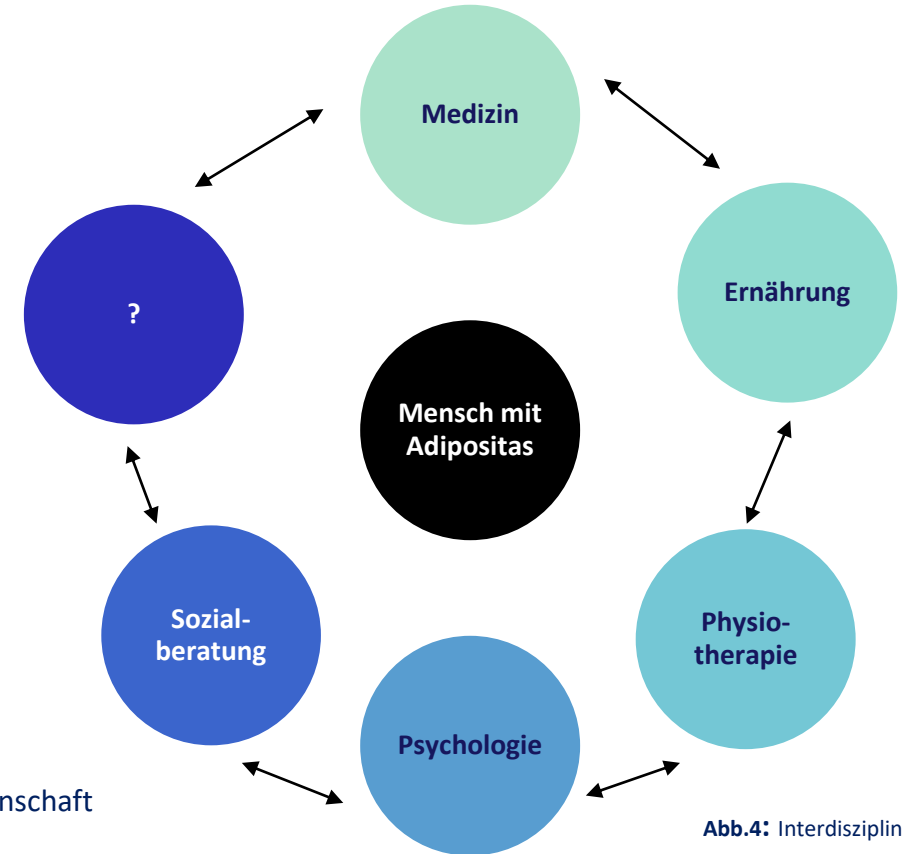 Medizin
?
Ernährung
Mensch mit
Adipositas
Sozial-
beratung
Physio-
therapie
Psychologie
nschaft
Abb.4: Interdisziplin